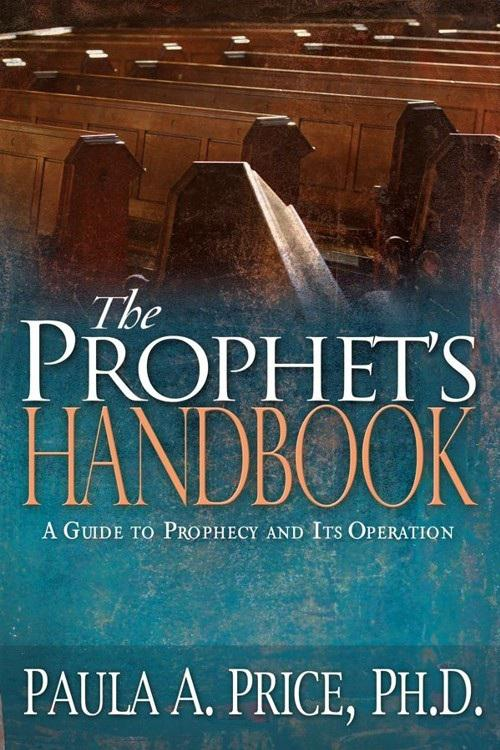 The
PROPHET'S
HANDBOOK
A GUIDE TO PROPHECY AND ITS OPERATION
PAULA A. PRICE, PH.D.